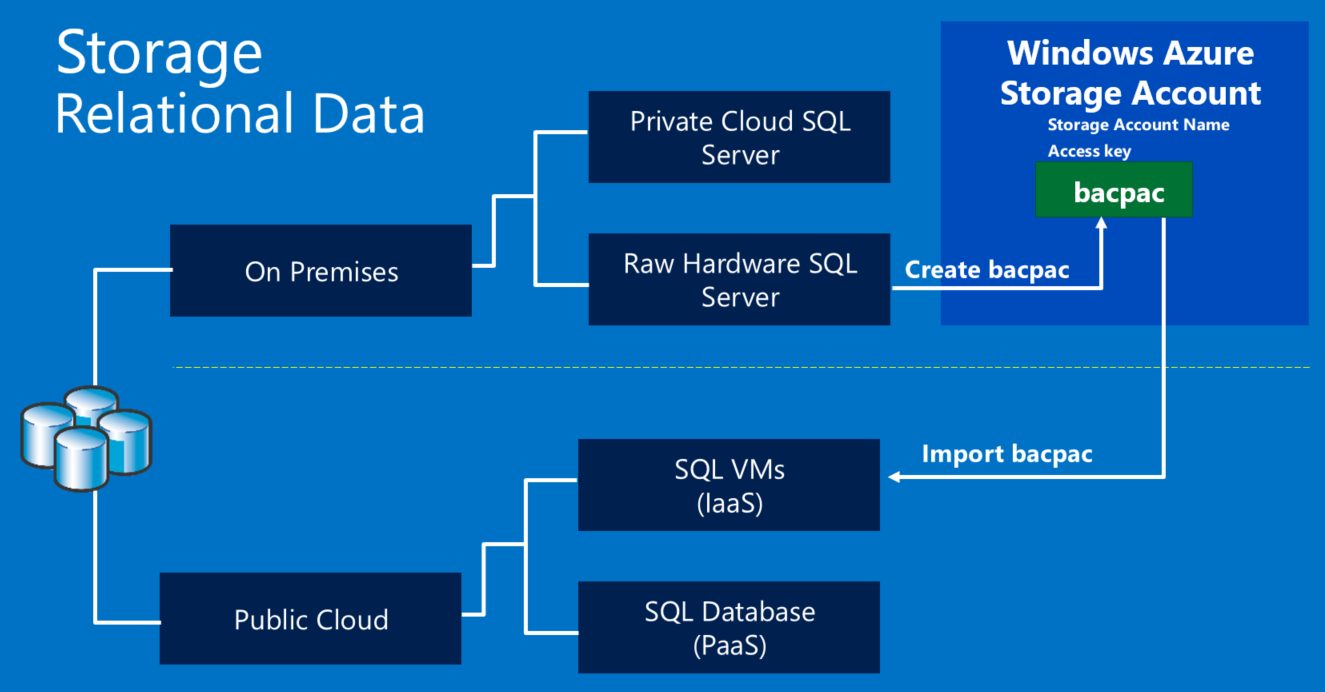 Storage
Relational Data
Windows Azure
Storage Account
Storage Account Name
Access key
bacpac
Private Cloud SQL
Server
On Premises
Raw Hardware SQL
Server
Create bacpac
Import bacpac
SQL VMs
(IaaS)
Public Cloud
SQL Database
(PaaS)